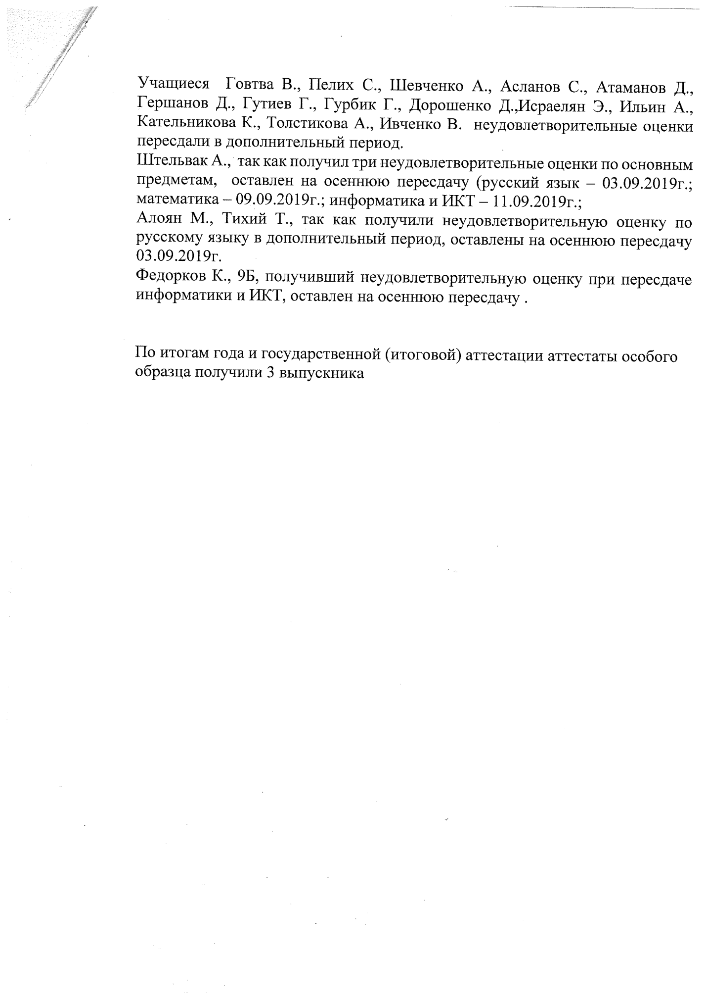 Учащиеся Говтва В., Пелих С., Шевченко А., Асланов С., Атаманов Д.,
Гершанов Д., Гутиев Г., Гурбик Г., Дорошенко Д.,Исраелян Э., Ильин А.,
Кательникова К., Толстикова А., Ивченко В. неудовлетворительные оценки
пересдали в дополнительный период.
Штельвак А., так как получил три неудовлетворительные оценки по основным
предметам, оставлен на осеннюю пересдачу (русский язык – 03.09.2019г.;
математика – 09.09.2019г.; информатика и ИКТ – 11.09.2019г.;
Алоян М., Тихий Т., так как получили неудовлетворительную оценку по
русскому языку в дополнительный период, оставлены на осеннюю пересдачу
03.09.2019г.
Федорков К., 9Б, получивший неудовлетворительную оценку при пересдаче
информатики и ИКТ, оставлен на осеннюю пересдачу .
По итогам года и государственной (итоговой) аттестации аттестаты особого
образца получили 3 выпускника